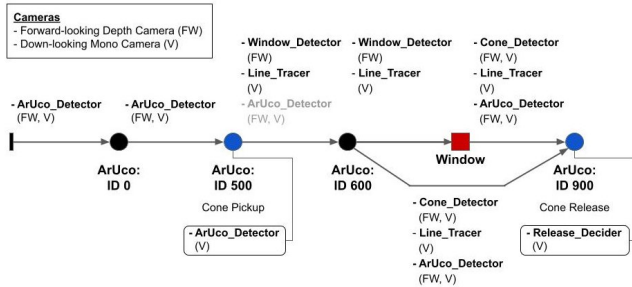 Cameras
- Forward-looking Depth Camera (FW)
- Down-looking Mono Camera (V)
- ArUco_Detector
(FW, V)
- ArUco_Detector
(FW, V)
- Window_Detector
(FW)
- Line_Tracer
(V)
- ArUco_Detector
(FW, V)
- Window_Detector
(FW)
- Line_Tracer
(V)
- Cone_Detector
(FW, V)
- Line_Tracer
(V)
- ArUco_Detector
(FW, V)
ArUco:
ID 0
ArUco:
ID 500
Cone Pickup
- ArUco_Detector
(V)
ArUco:
ID 600
Window
- Cone_Detector
(FW, V)
- Line_Tracer
(V)
- ArUco_Detector
(FW, V)
ArUco:
ID 900
Cone Release
- Release_Decider
(V)